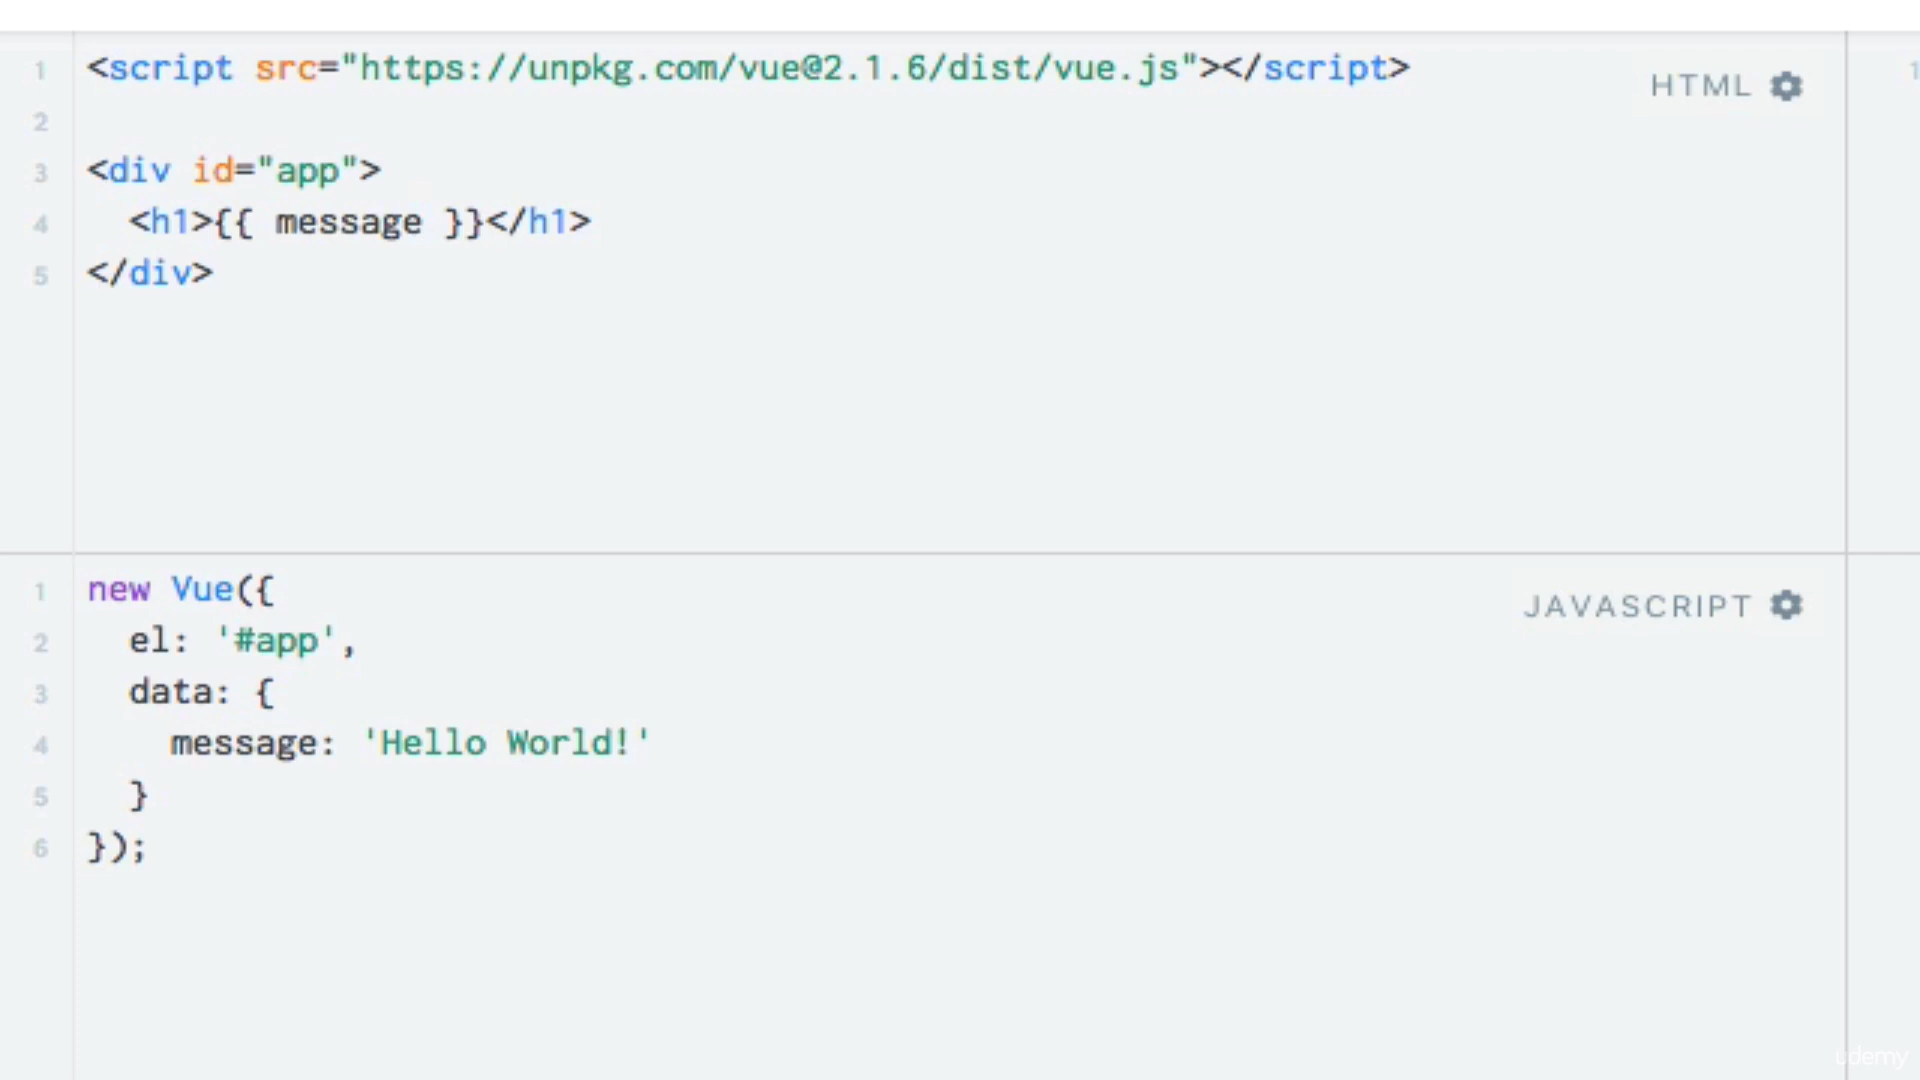 1 <script src="https://unpkg.com/vue@2.1.6/dist/vue.js"></script>
HTML
1
2
3 <div id="app">
4   <h1>{{ message }}</h1>
5 </div>
1 new Vue({
JAVASCRIPT
2   el: '#app',
3   data: {
4     message: 'Hello World!'
5   }
6 });
udemy